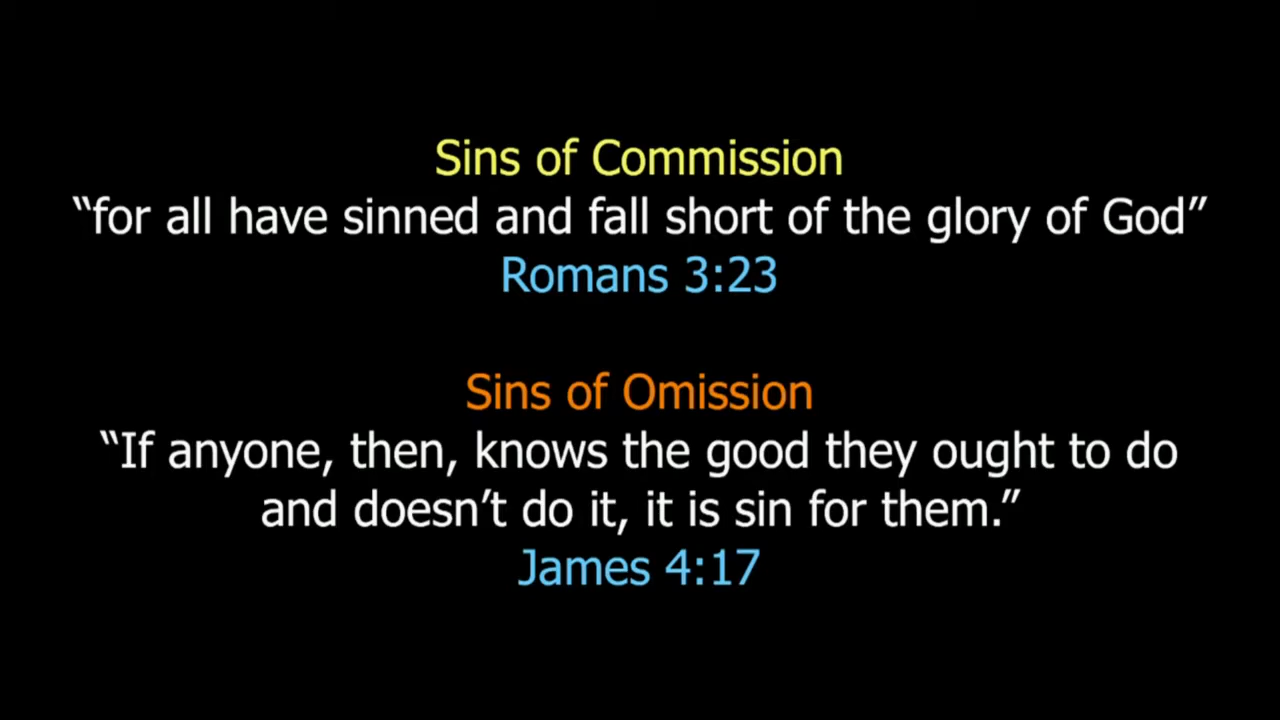 Sins of Commission
“for all have sinned and fall short of the glory of God”
Romans 3:23
Sins of Omission
“If anyone, then, knows the good they ought to do
and doesn’t do it, it is sin for them.”
James 4:17